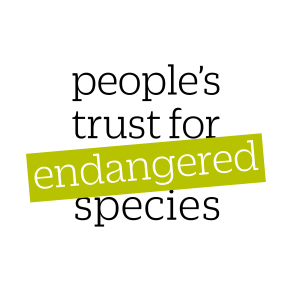 people’s
trust for
endangered
species